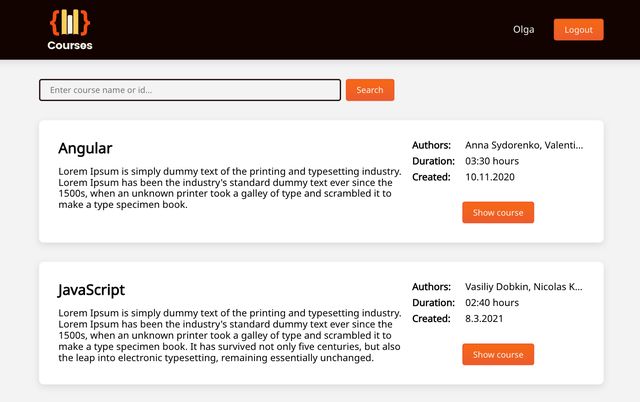 Courses
Olga
Logout
Enter course name or id...
Search
Angular
Lorem Ipsum is simply dummy text of the printing and typesetting industry.
Lorem Ipsum has been the industry's standard dummy text ever since the
1500s, when an unknown printer took a galley of type and scrambled it to
make a type specimen book.
Authors: Anna Sydorenko, Valenti...
Duration: 03:30 hours
Created: 10.11.2020
Show course
JavaScript
Lorem Ipsum is simply dummy text of the printing and typesetting industry.
Lorem Ipsum has been the industry's standard dummy text ever since the
1500s, when an unknown printer took a galley of type and scrambled it to
make a type specimen book. It has survived not only five centuries, but also
the leap into electronic typesetting, remaining essentially unchanged.
Authors: Vasiliy Dobkin, Nicolas K...
Duration: 02:40 hours
Created: 8.3.2021
Show course